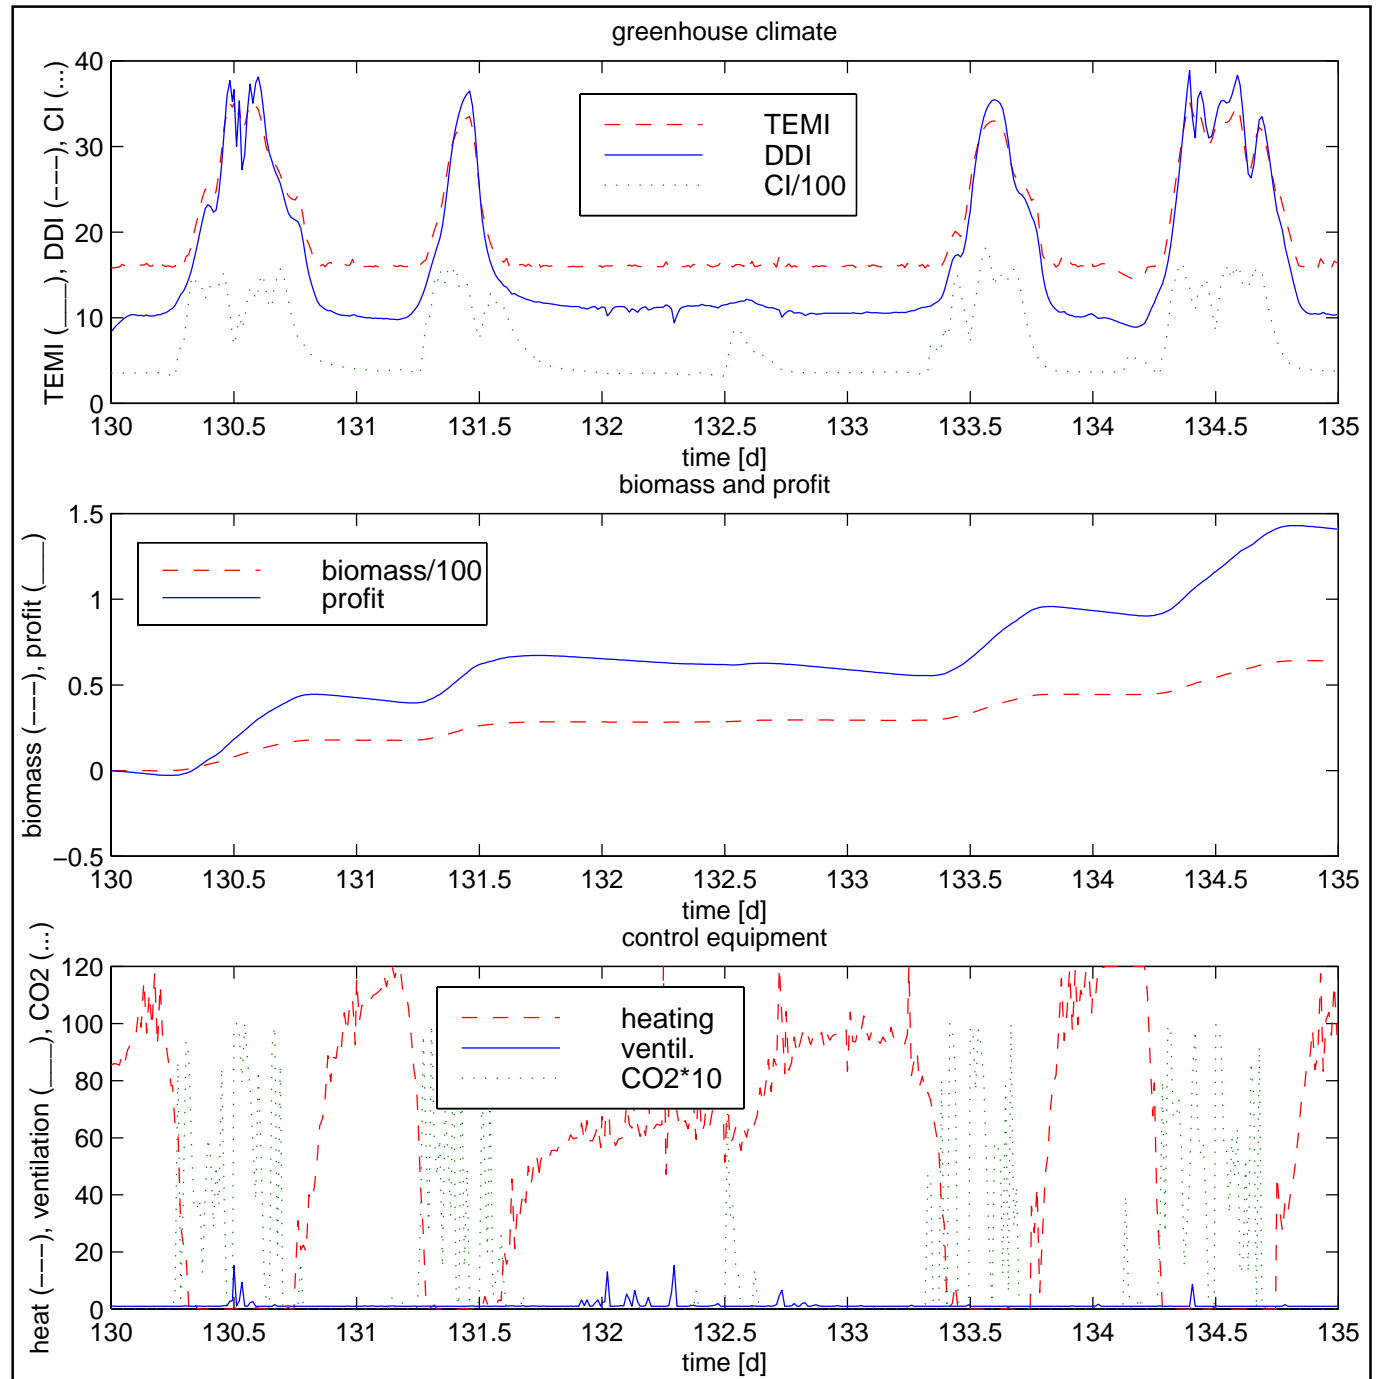 greenhouse climate
TEMI (___), DDI (−−−), CI (...)
40
30
20
10
0
TEMI
DDI
CI/100
130 130.5 131 131.5 132 132.5 133 133.5 134 134.5 135
time [d]
biomass and profit
biomass (−−−), profit (___)
1.5
1
0.5
0
−0.5
biomass/100
profit
130 130.5 131 131.5 132 132.5 133 133.5 134 134.5 135
time [d]
control equipment
heat (−−−), ventilation (___), CO2 (...)
120
100
80
60
40
20
0
heating
ventil.
CO2*10
130 130.5 131 131.5 132 132.5 133 133.5 134 134.5 135
time [d]